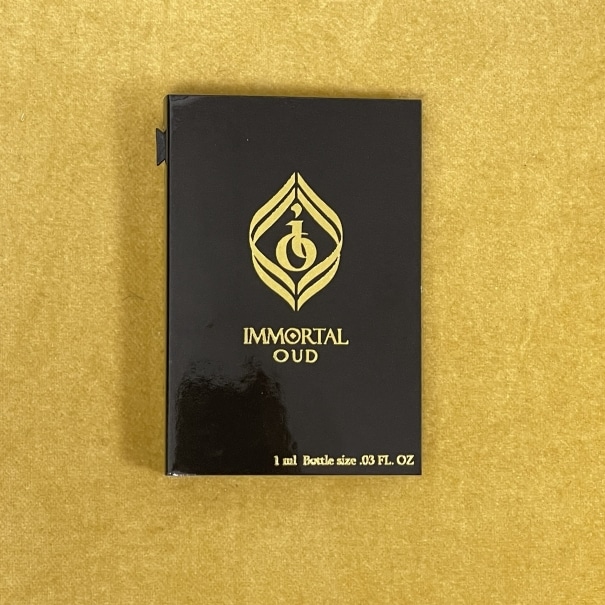 IMMORTAL
OUD
1 ml Bottle size .03 FL. OZ